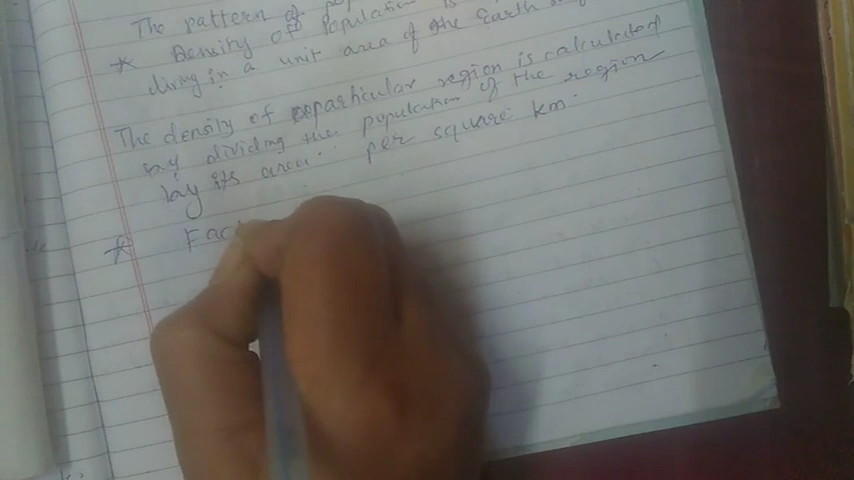 The pattern of
* Density of Population is
living in a unit area of the Earth
The density of particular region is calculated
by dividing the population of the region
by its area. per square km.
* Fac